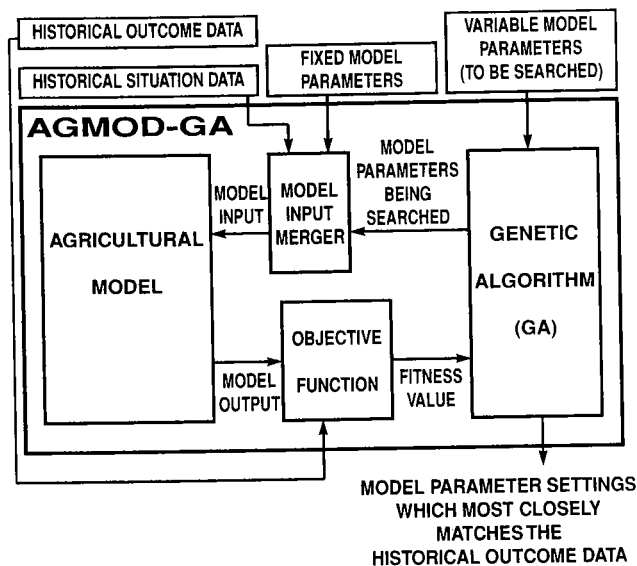 HISTORICAL OUTCOME DATA
HISTORICAL SITUATION DATA
FIXED MODEL
PARAMETERS
VARIABLE MODEL
PARAMETERS
(TO BE SEARCHED)
AGMOD-GA
AGRICULTURAL
MODEL
MODEL
INPUT
MODEL
INPUT
MERGER
MODEL
PARAMETERS
BEING
SEARCHED
GENETIC
ALGORITHM
(GA)
MODEL
OUTPUT
OBJECTIVE
FUNCTION
FITNESS
VALUE
MODEL PARAMETER SETTINGS
WHICH MOST CLOSELY
MATCHES THE
HISTORICAL OUTCOME DATA